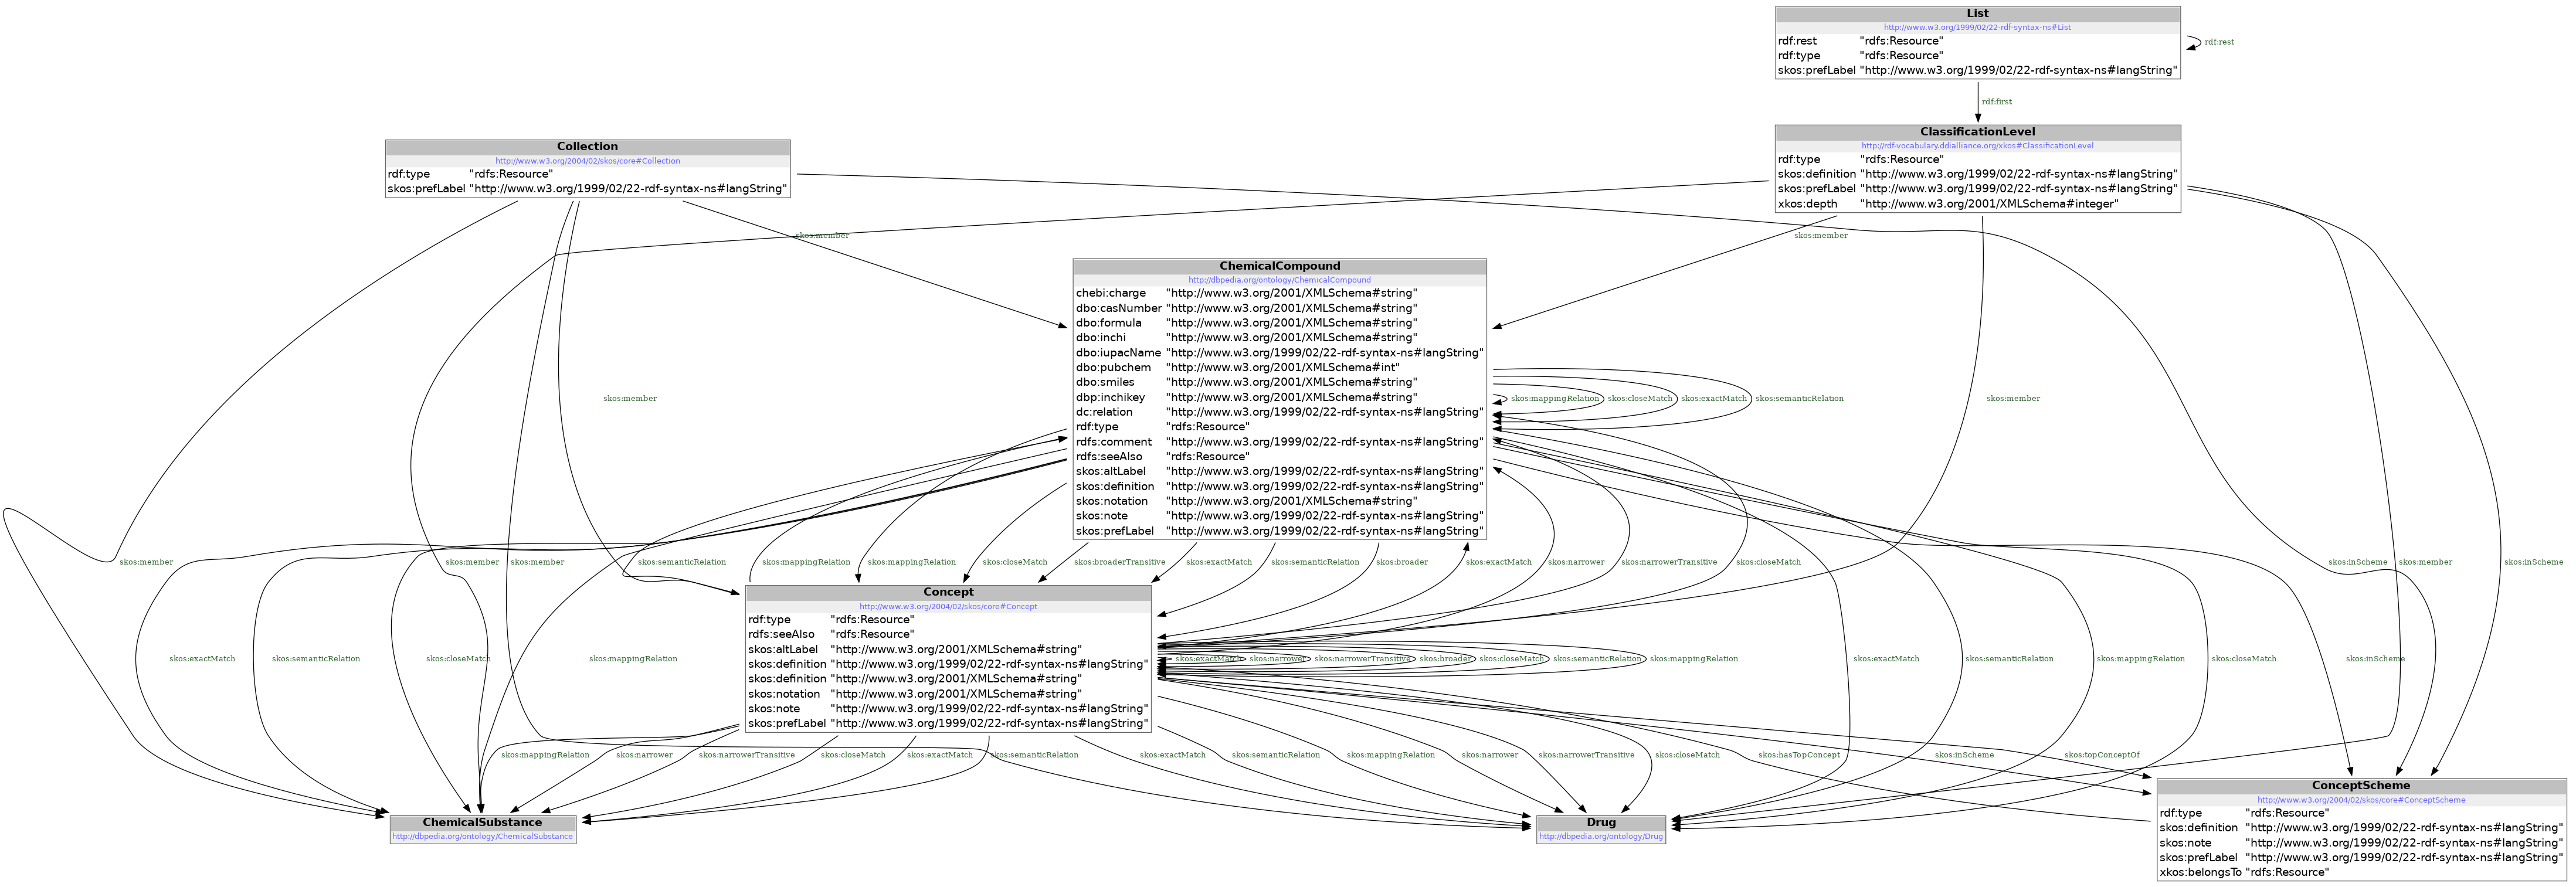 List
http://www.w3.org/1999/02/22-rdf-syntax-ns#List
rdf:rest "rdfs:Resource"
rdf:type "rdfs:Resource"
skos:prefLabel "http://www.w3.org/1999/02/22-rdf-syntax-ns#langString"
rdf:rest
rdf:first
Collection
http://www.w3.org/2004/02/skos/core#Collection
rdf:type "rdfs:Resource"
skos:prefLabel "http://www.w3.org/1999/02/22-rdf-syntax-ns#langString"
ClassificationLevel
http://rdf-vocabulary.ddialliance.org/xkos#ClassificationLevel
rdf:type "rdfs:Resource"
skos:definition "http://www.w3.org/1999/02/22-rdf-syntax-ns#langString"
skos:prefLabel "http://www.w3.org/1999/02/22-rdf-syntax-ns#langString"
xkos:depth "http://www.w3.org/2001/XMLSchema#integer"
skos:member
skos:member
ChemicalCompound
http://dbpedia.org/ontology/ChemicalCompound
chebi:charge "http://www.w3.org/2001/XMLSchema#string"
dbo:casNumber "http://www.w3.org/2001/XMLSchema#string"
dbo:formula "http://www.w3.org/2001/XMLSchema#string"
dbo:inchi "http://www.w3.org/2001/XMLSchema#string"
dbo:iupacName "http://www.w3.org/1999/02/22-rdf-syntax-ns#langString"
dbo:pubchem "http://www.w3.org/2001/XMLSchema#int"
dbo:smiles "http://www.w3.org/2001/XMLSchema#string"
dbp:inchikey "http://www.w3.org/2001/XMLSchema#string"
dc:relation "http://www.w3.org/1999/02/22-rdf-syntax-ns#langString"
rdf:type "rdfs:Resource"
rdfs:comment "http://www.w3.org/1999/02/22-rdf-syntax-ns#langString"
rdfs:seeAlso "rdfs:Resource"
skos:altLabel "http://www.w3.org/1999/02/22-rdf-syntax-ns#langString"
skos:definition "http://www.w3.org/1999/02/22-rdf-syntax-ns#langString"
skos:notation "http://www.w3.org/2001/XMLSchema#string"
skos:note "http://www.w3.org/1999/02/22-rdf-syntax-ns#langString"
skos:prefLabel "http://www.w3.org/1999/02/22-rdf-syntax-ns#langString"
skos:member
skos:mappingRelation
skos:closeMatch
skos:exactMatch
skos:semanticRelation
skos:member
skos:member
skos:member
skos:member
skos:semanticRelation
skos:mappingRelation
skos:mappingRelation
skos:closeMatch
skos:broaderTransitive
skos:exactMatch
skos:semanticRelation
skos:broader
skos:exactMatch
skos:narrower
skos:narrowerTransitive
skos:closeMatch
skos:inScheme
skos:member
skos:inScheme
Concept
http://www.w3.org/2004/02/skos/core#Concept
rdf:type "rdfs:Resource"
rdfs:seeAlso "rdfs:Resource"
skos:altLabel "http://www.w3.org/2001/XMLSchema#string"
skos:definition "http://www.w3.org/1999/02/22-rdf-syntax-ns#langString"
skos:definition "http://www.w3.org/2001/XMLSchema#string"
skos:notation "http://www.w3.org/2001/XMLSchema#string"
skos:note "http://www.w3.org/1999/02/22-rdf-syntax-ns#langString"
skos:prefLabel "http://www.w3.org/1999/02/22-rdf-syntax-ns#langString"
skos:exactMatch
skos:semanticRelation
skos:closeMatch
skos:mappingRelation
skos:exactMatch
skos:narrower
skos:narrowerTransitive
skos:broader
skos:closeMatch
skos:semanticRelation
skos:mappingRelation
skos:exactMatch
skos:semanticRelation
skos:mappingRelation
skos:closeMatch
skos:inScheme
skos:mappingRelation
skos:narrower
skos:narrowerTransitive
skos:closeMatch
skos:exactMatch
skos:semanticRelation
skos:exactMatch
skos:semanticRelation
skos:mappingRelation
skos:narrower
skos:narrowerTransitive
skos:closeMatch
skos:hasTopConcept
skos:inScheme
skos:topConceptOf
ChemicalSubstance
http://dbpedia.org/ontology/ChemicalSubstance
Drug
http://dbpedia.org/ontology/Drug
ConceptScheme
http://www.w3.org/2004/02/skos/core#ConceptScheme
rdf:type "rdfs:Resource"
skos:definition "http://www.w3.org/1999/02/22-rdf-syntax-ns#langString"
skos:note "http://www.w3.org/1999/02/22-rdf-syntax-ns#langString"
skos:prefLabel "http://www.w3.org/1999/02/22-rdf-syntax-ns#langString"
xkos:belongsTo "rdfs:Resource"